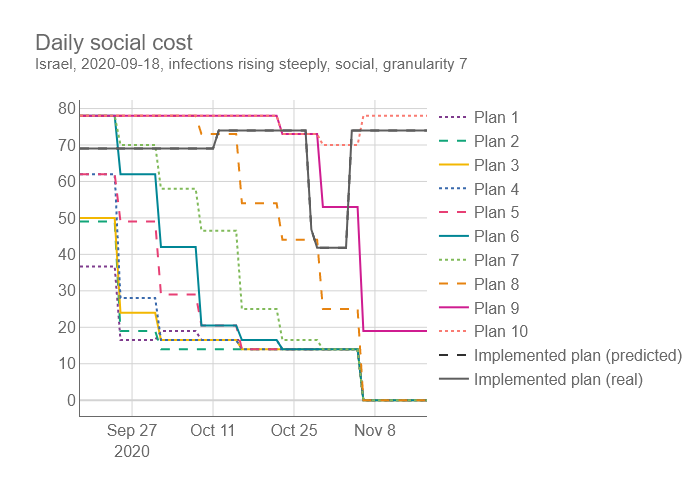 Daily social cost
Israel, 2020-09-18, infections rising steeply, social, granularity 7
80
70
60
50
40
30
20
10
0
Sep 27
2020
Oct 11
Oct 25
Nov 8
Plan 1
Plan 2
Plan 3
Plan 4
Plan 5
Plan 6
Plan 7
Plan 8
Plan 9
Plan 10
Implemented plan (predicted)
Implemented plan (real)